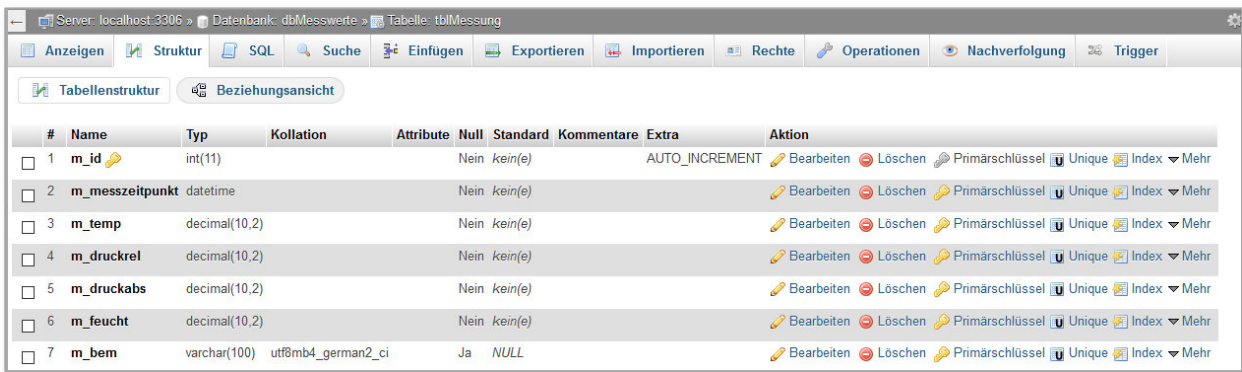 Server: localhost:3306 » Datenbank: dbMesswerte » Tabelle: tblMessung
Anzeigen Struktur SQL Suche Einfügen Exportieren Importieren Rechte Operationen Nachverfolgung Trigger
Tabellenstruktur Beziehungsansicht
# Name Typ Kollation Attribute Null Standard Kommentare Extra Aktion
1 m_id int(11) Nein kein(e) AUTO_INCREMENT Bearbeiten Löschen Primärschlüssel Unique Index Mehr
2 m_messzeitpunkt datetime Nein kein(e) Bearbeiten Löschen Primärschlüssel Unique Index Mehr
3 m_temp decimal(10,2) Nein kein(e) Bearbeiten Löschen Primärschlüssel Unique Index Mehr
4 m_druckrel decimal(10,2) Nein kein(e) Bearbeiten Löschen Primärschlüssel Unique Index Mehr
5 m_druckabs decimal(10,2) Nein kein(e) Bearbeiten Löschen Primärschlüssel Unique Index Mehr
6 m_feucht decimal(10,2) Nein kein(e) Bearbeiten Löschen Primärschlüssel Unique Index Mehr
7 m_bem varchar(100) utf8mb4_german2_ci Ja NULL Bearbeiten Löschen Primärschlüssel Unique Index Mehr